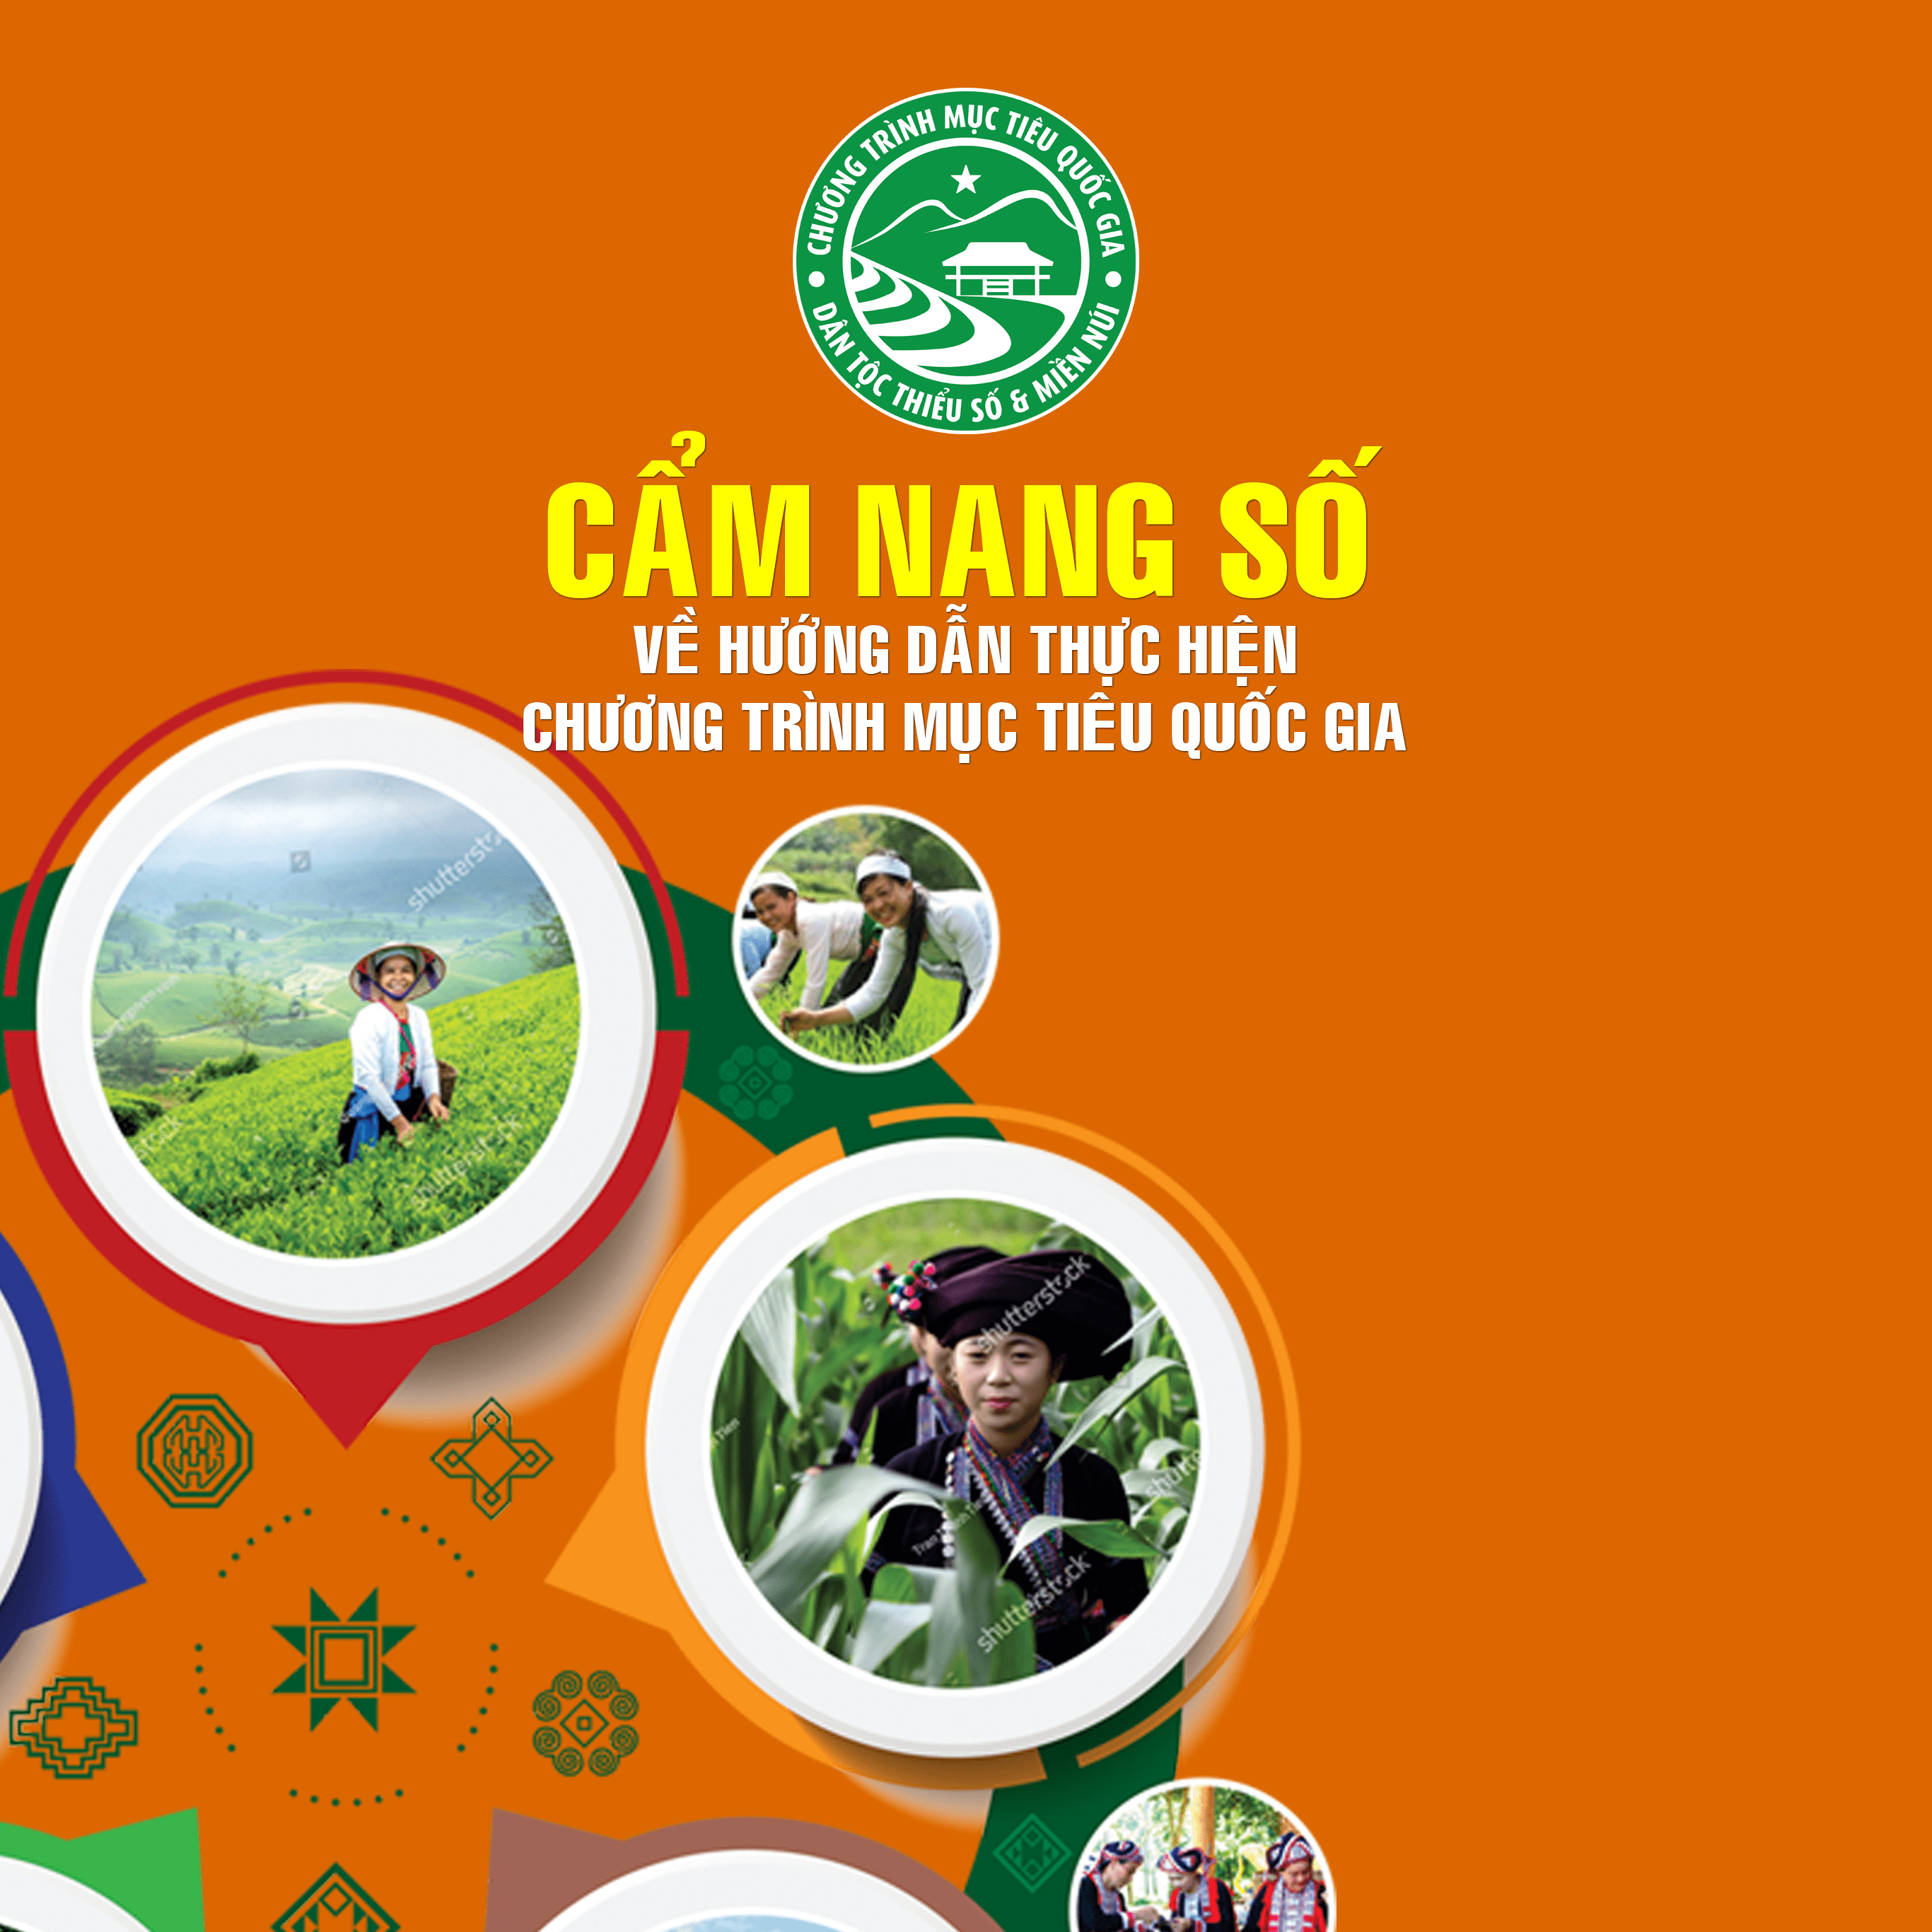 CHƯƠNG TRÌNH MỤC TIÊU QUỐC GIA
DÂN TỘC THIỂU SỐ & MIỀN NÚI
CẨM NANG SỐ
VỀ HƯỚNG DẪN THỰC HIỆN
CHƯƠNG TRÌNH MỤC TIÊU QUỐC GIA
shutterstock
shutterstock
shutterstock
shutterstock